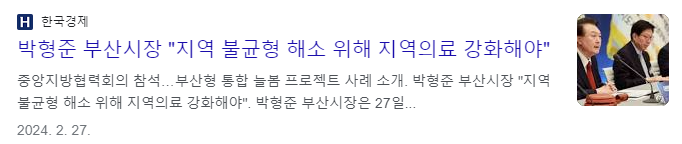 한국경제
박형준 부산시장 "지역 불균형 해소 위해 지역의료 강화해야"
중앙지방협력회의 참석...부산형 통합 늘봄 프로젝트 사례 소개. 박형준 부산시장 "지역
불균형 해소 위해 지역의료 강화해야". 박형준 부산시장은 27일...
2024. 2. 27.